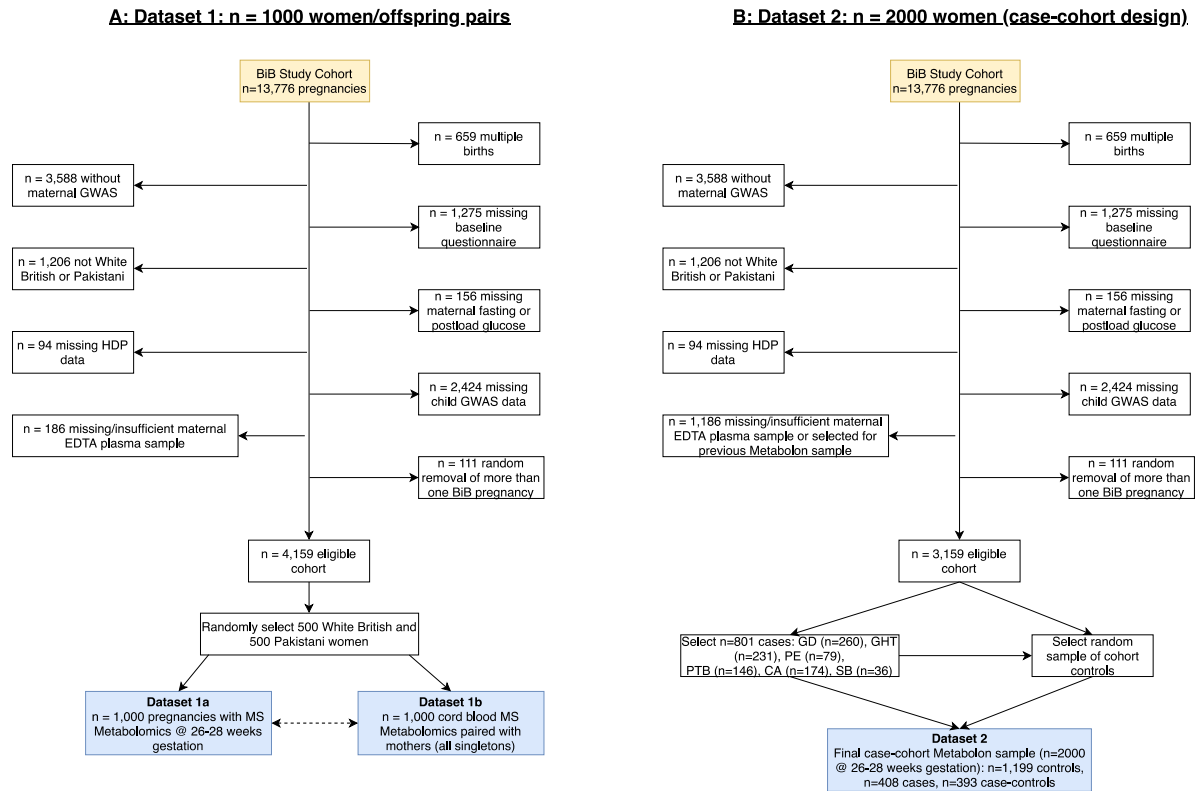 A: Dataset 1: n = 1000 women/offspring pairs
BiB Study Cohort
n=13,776 pregnancies
n = 659 multiple
births
n = 3,588 without
maternal GWAS
n = 1,275 missing
baseline
questionnaire
n = 1,206 not White
British or Pakistani
n = 156 missing
maternal fasting or
postload glucose
n = 94 missing HDP
data
n = 2,424 missing
child GWAS data
n = 186 missing/insufficient maternal
EDTA plasma sample
n = 111 random
removal of more than
one BiB pregnancy
n = 4,159 eligible
cohort
Randomly select 500 White British and
500 Pakistani women
Dataset 1a
n = 1,000 pregnancies with MS
Metabolomics @ 26-28 weeks
gestation
Dataset 1b
n = 1,000 cord blood MS
Metabolomics paired with
mothers (all singletons)
B: Dataset 2: n = 2000 women (case-cohort design)
BiB Study Cohort
n=13,776 pregnancies
n = 659 multiple
births
n = 3,588 without
maternal GWAS
n = 1,275 missing
baseline
questionnaire
n = 1,206 not White
British or Pakistani
n = 156 missing
maternal fasting or
postload glucose
n = 94 missing HDP
data
n = 2,424 missing
child GWAS data
n = 1,186 missing/insufficient maternal
EDTA plasma sample or selected for
previous Metabolon sample
n = 111 random
removal of more than
one BiB pregnancy
n = 3,159 eligible
cohort
Select n=801 cases: GD (n=260), GHT
(n=231), PE (n=79),
PTB (n=146), CA (n=174), SB (n=36)
Select random
sample of cohort
controls
Dataset 2
Final case-cohort Metabolon sample (n=2000
@ 26-28 weeks gestation): n=1,199 controls,
n=408 cases, n=393 case-controls